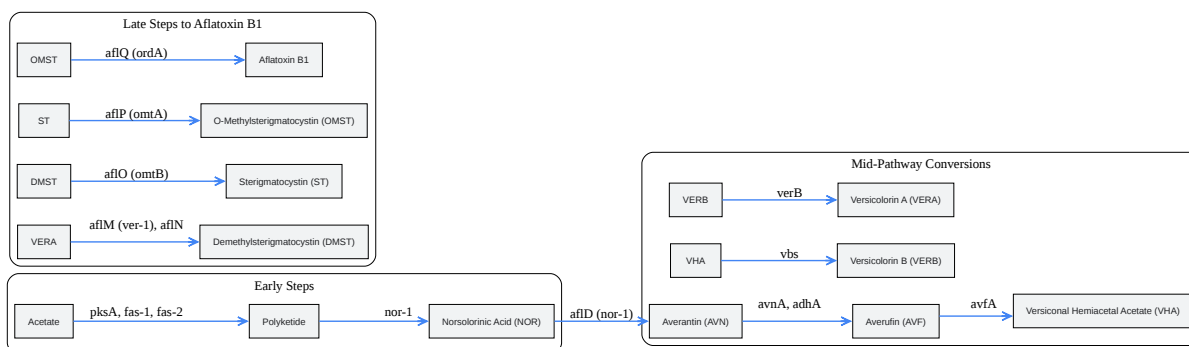 Late Steps to Aflatoxin B1
OMST
aflQ (ordA)
Aflatoxin B1
ST
aflP (omtA)
O-Methylsterigmatocystin (OMST)
DMST
aflO (omtB)
Sterigmatocystin (ST)
VERA
aflM (ver-1), aflN
Demethylsterigmatocystin (DMST)
Early Steps
Acetate
pksA, fas-1, fas-2
Polyketide
nor-1
Norsolorinic Acid (NOR)
aflD (nor-1)
Mid-Pathway Conversions
VERB
verB
Versicolorin A (VERA)
VHA
vbs
Versicolorin B (VERB)
Averantin (AVN)
avnA, adhA
Averufin (AVF)
avfA
Versiconal Hemiacetal Acetate (VHA)